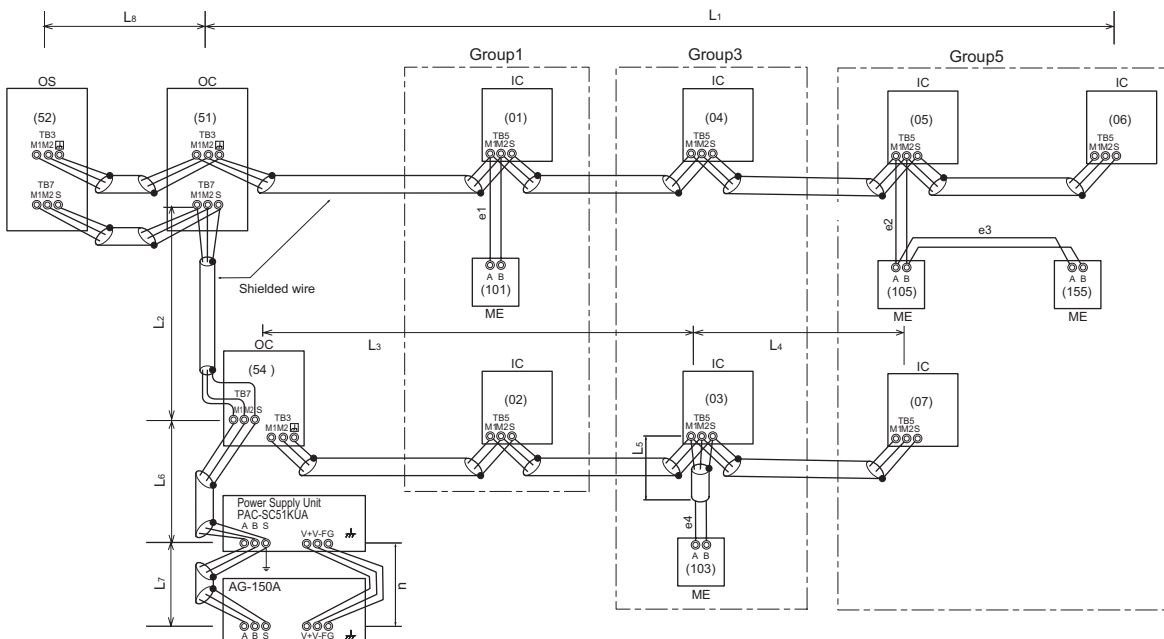 L8
L1
Group1
Group3
Group5
OS
OC
IC
IC
IC
IC
(52)
(51)
(01)
(04)
(05)
(06)
TB3
M1M2
TB3
M1M2
TB5
M1M2S
TB5
M1M2S
TB5
M1M2S
TB5
M1M2S
TB7
M1M2 S
TB7
M1M2 S
e1
e2
e3
Shielded wire
A B
(101)
ME
A B
(105)
ME
A B
(155)
ME
L2
L3
L4
OC
IC
IC
IC
(54 )
(02)
(03)
(07)
TB7
M1M2 S
TB3
M1M2
TB5
M1M2S
TB5
M1M2S
TB5
M1M2S
L5
L6
e4
Power Supply Unit
PAC-SC51KUA
A B S
V+V-FG
A B
(103)
ME
L7
n
AG-150A
A B S
V+V-FG